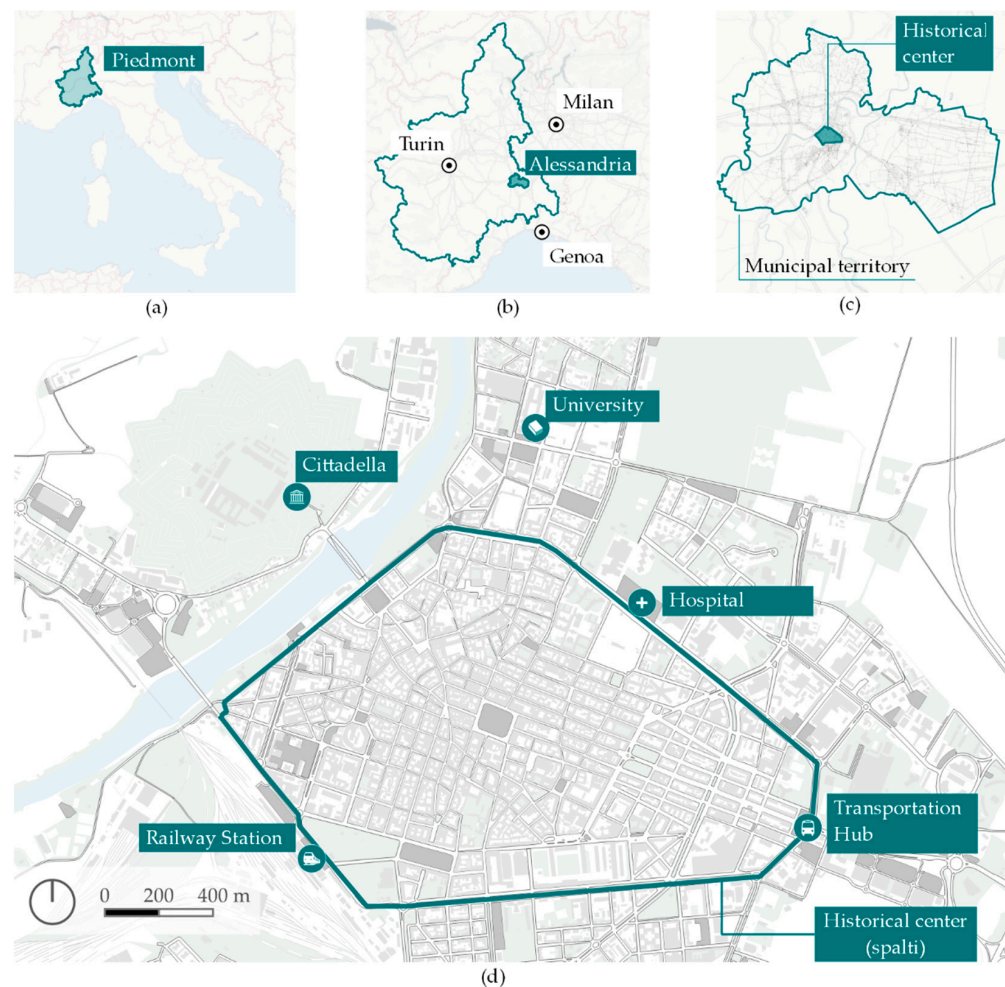 Piedmont
(a)
Milan
Turin
Alessandria
Genoa
(b)
Historical
center
Municipal territory
(c)
University
Cittadella
Hospital
Transportation
Hub
Railway Station
0 200 400 m
Historical center
(spalti)
(d)